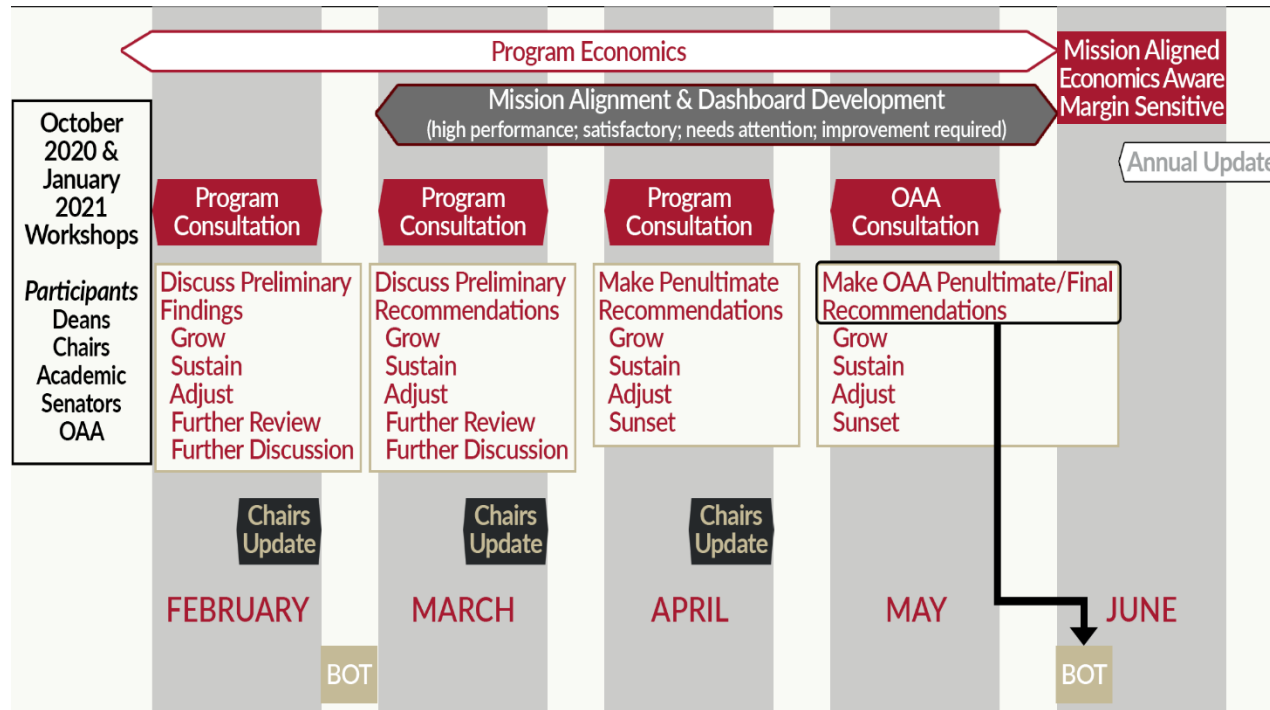 Program Economics
Mission Aligned
Economics Aware
Margin Sensitive
Mission Alignment & Dashboard Development
(high performance; satisfactory; needs attention; improvement required)
Annual Update
October
2020 &
January
2021
Workshops
Participants
Deans
Chairs
Academic
Senators
OAA
Program
Consultation
Program
Consultation
Program
Consultation
OAA
Consultation
Discuss Preliminary
Findings
Grow
Sustain
Adjust
Further Review
Further Discussion
Discuss Preliminary
Recommendations
Grow
Sustain
Adjust
Further Review
Further Discussion
Make Penultimate
Recommendations
Grow
Sustain
Adjust
Sunset
Make OAA Penultimate/Final
Recommendations
Grow
Sustain
Adjust
Sunset
Chairs
Update
Chairs
Update
Chairs
Update
FEBRUARY
MARCH
APRIL
MAY
JUNE
BOT
BOT